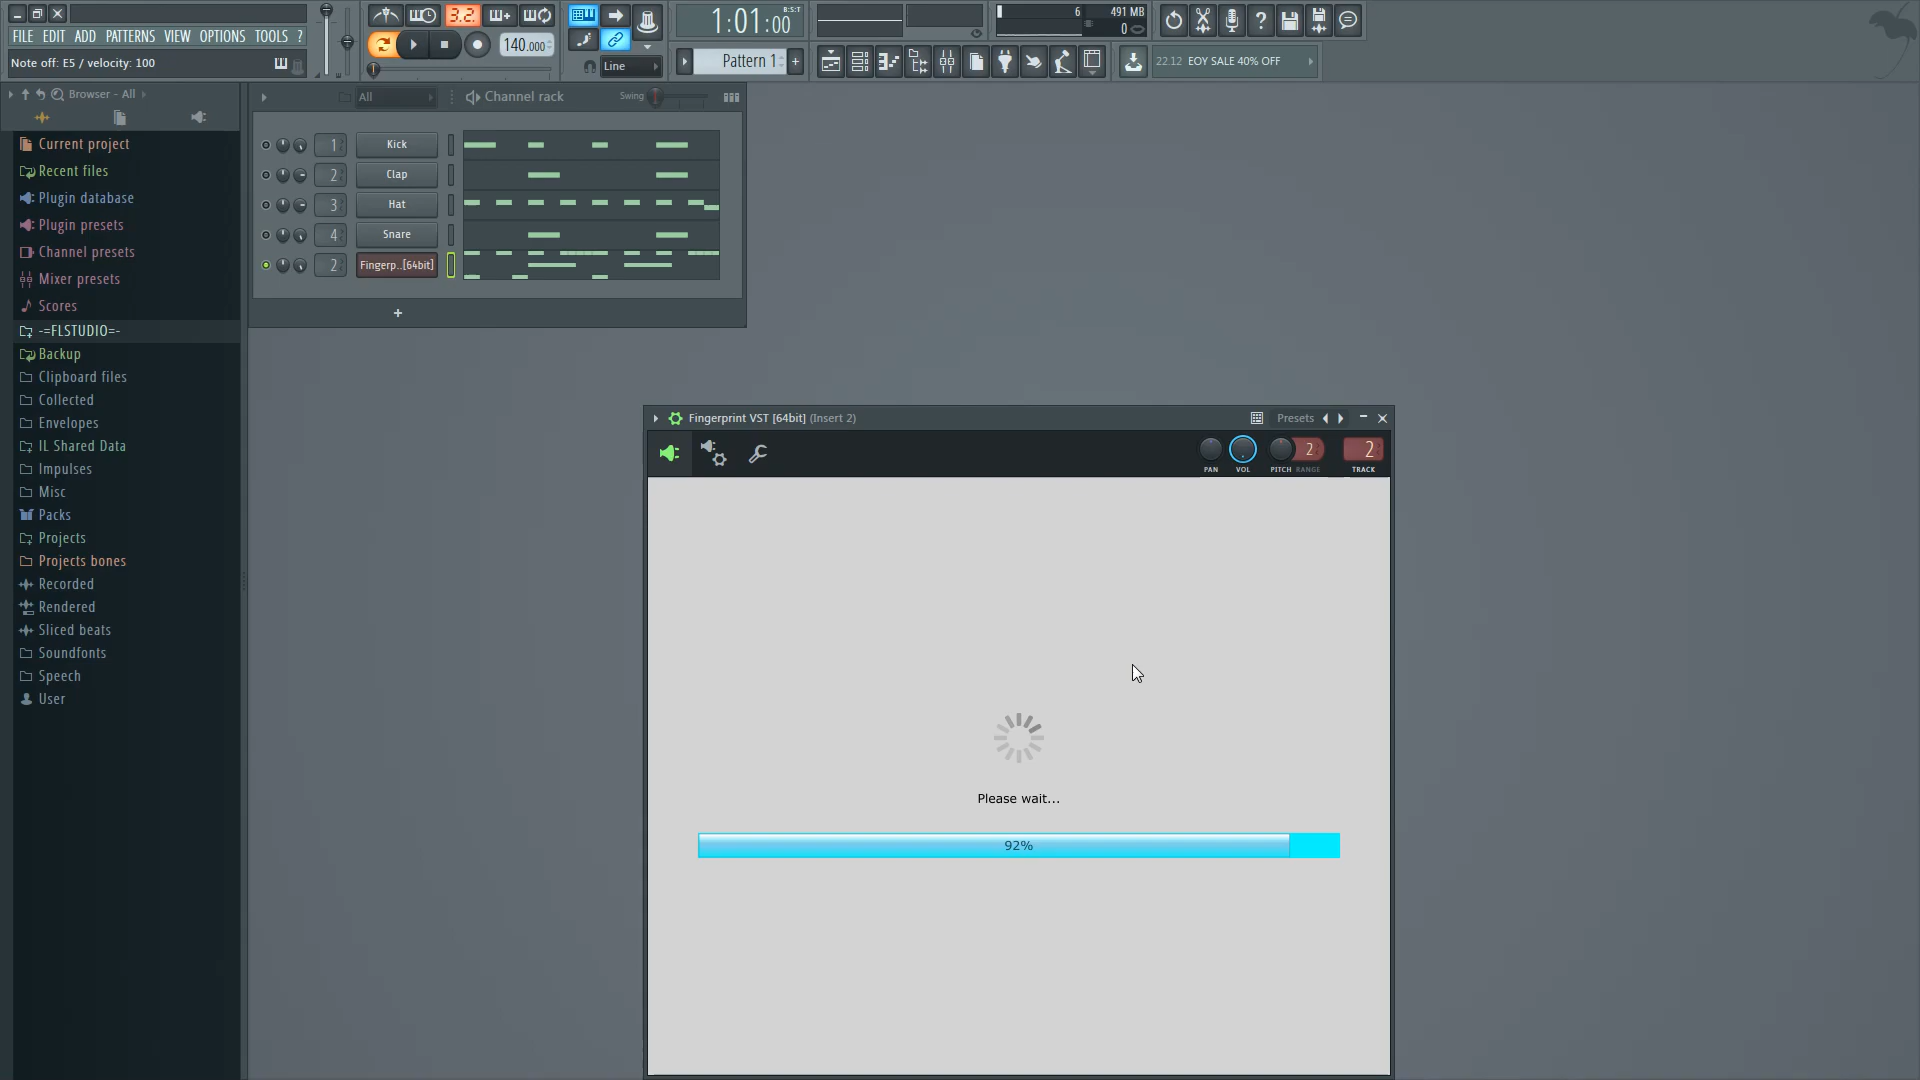 3.2.
1:01:00
B:S:T
6
491 MB
0
FILE EDIT ADD PATTERNS VIEW OPTIONS TOOLS ?
140.000
Note off: E5 / velocity: 100
Line
Pattern 1
+
22.12 EOY SALE 40% OFF
Browser - All
All
Channel rack
Swing
Current project
Recent files
Plugin database
Plugin presets
Channel presets
Mixer presets
Scores
-=FLSTUDIO=-
Backup
Clipboard files
Collected
Envelopes
IL Shared Data
Impulses
Misc
Packs
Projects
Projects bones
Recorded
Rendered
Sliced beats
Soundfonts
Speech
User
1 Kick
2 Clap
3 Hat
4 Snare
2 Fingerp..[64bit]
+
Fingerprint VST [64bit] (Insert 2)
Presets
2
2
PAN VOL PITCH RANGE TRACK
Please wait...
92%